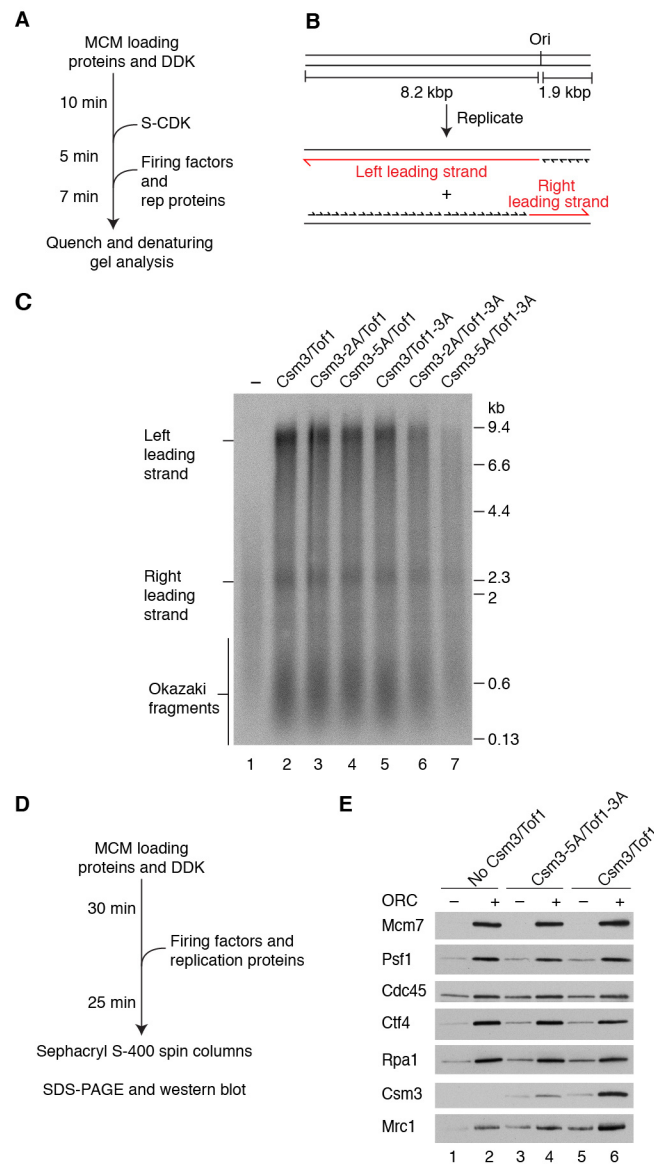 A
MCM loading
proteins and DDK
10 min
S-CDK
5 min
Firing factors
and
rep proteins
7 min
Quench and denaturing
gel analysis
B
Ori
8.2 kbp
1.9 kbp
Replicate
Left leading strand
+
Right
leading strand
C
–
Csm3/Tof1
Csm3-2A/Tof1
Csm3-5A/Tof1
Csm3/Tof1-3A
Csm3-2A/Tof1-3A
Csm3-5A/Tof1-3A
kb
9.4
6.6
4.4
2.3
2
0.6
0.13
Left
leading
strand
Right
leading
strand
Okazaki
fragments
1 2 3 4 5 6 7
D
MCM loading
proteins and DDK
30 min
Firing factors and
replication proteins
25 min
Sephacryl S-400 spin columns
SDS-PAGE and western blot
E
No Csm3/Tof1
Csm3-5A/Tof1-3A
Csm3/Tof1
ORC – + – + – +
Mcm7
Psf1
Cdc45
Ctf4
Rpa1
Csm3
Mrc1
1 2 3 4 5 6